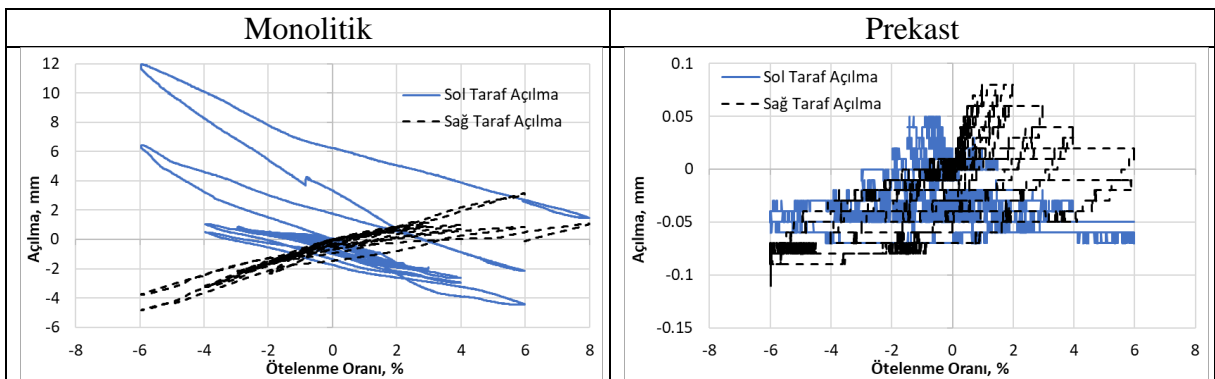 Monolitik
Prekast
12
10
8
6
4
2
0
-2
-4
-6
Açılma, mm
Sol Taraf Açılma
Sağ Taraf Açılma
-8 -6 -4 -2 0 2 4 6 8
Ötelenme Oranı, %
0.1
0.05
0
-0.05
-0.1
-0.15
Açılma, mm
Sol Taraf Açılma
Sağ Taraf Açılma
-8 -6 -4 -2 0 2 4 6 8
Ötelenme Oranı, %